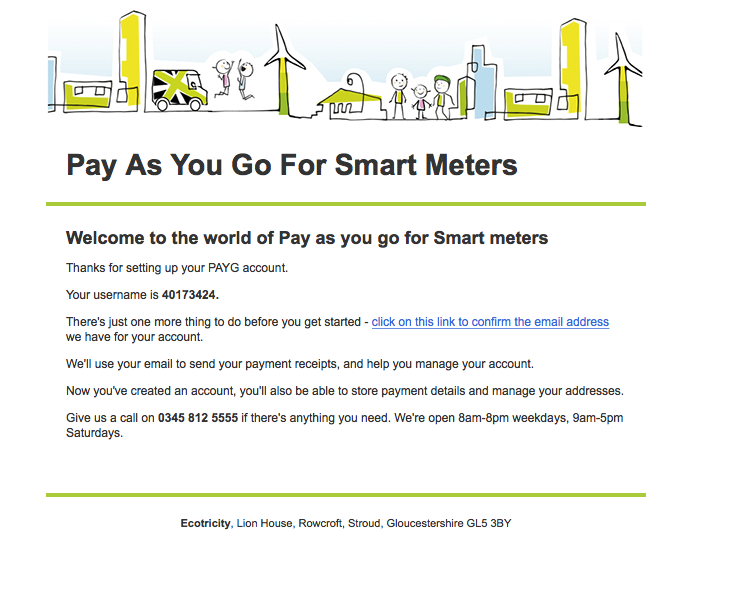 Pay As You Go For Smart Meters
Welcome to the world of Pay as you go for Smart meters
Thanks for setting up your PAYG account.
Your username is 40173424.
There's just one more thing to do before you get started - click on this link to confirm the email address
we have for your account.
We'll use your email to send your payment receipts, and help you manage your account.
Now you've created an account, you'll also be able to store payment details and manage your addresses.
Give us a call on 0345 812 5555 if there's anything you need. We're open 8am-8pm weekdays, 9am-5pm
Saturdays.
Ecotricity, Lion House, Rowcroft, Stroud, Gloucestershire GL5 3BY